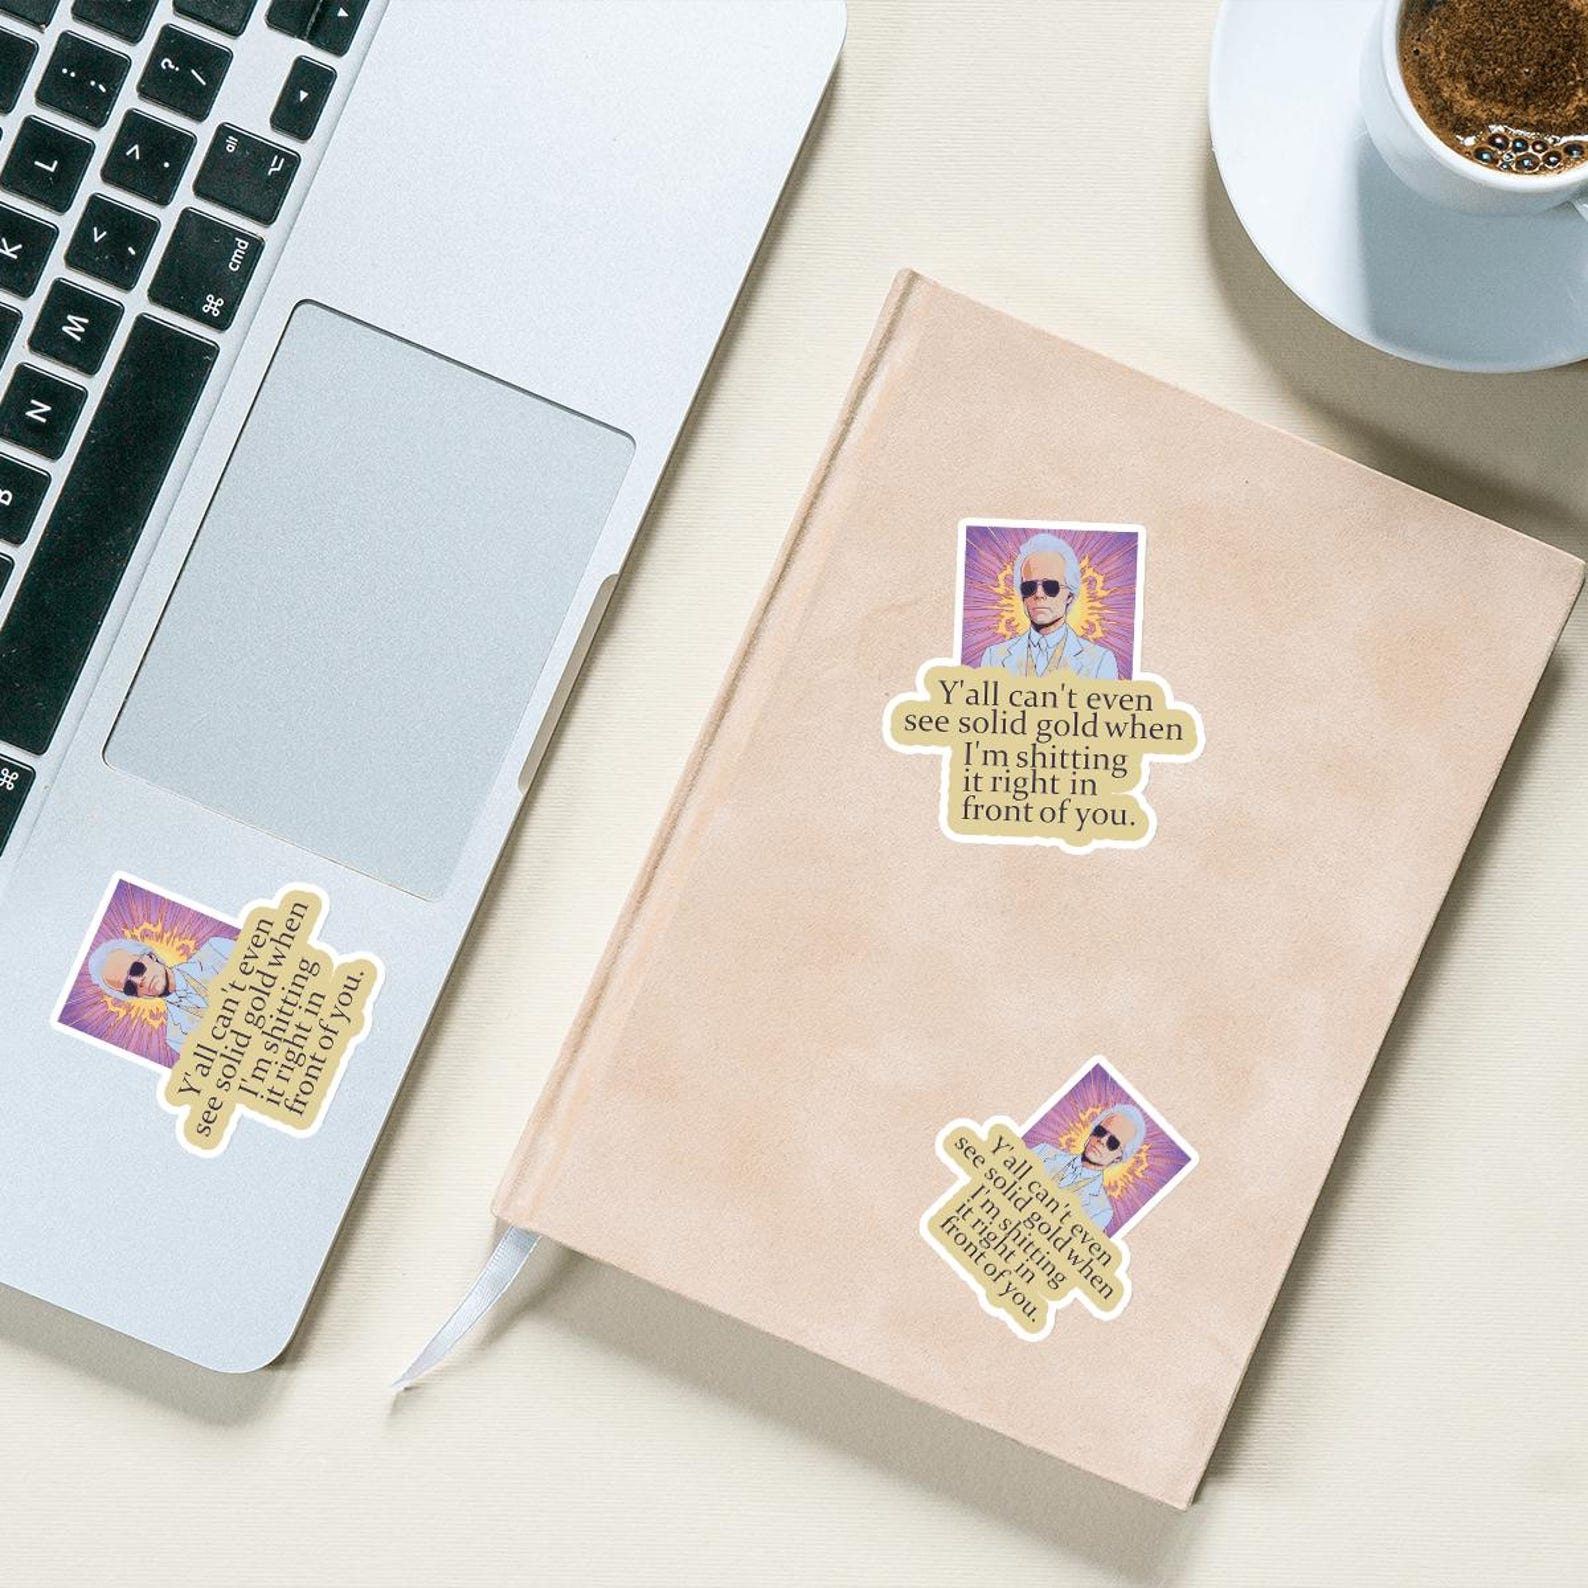 : ;
? /
L
> .
alt
K
< ,
cmd
⌘
M
N
B
⌘
Y'all can't even
see solid gold when
I'm shitting
it right in
front of you.
Y'all can't even
see solid gold when
I'm shitting
it right in
front of you.
Y'all can't even
see solid gold when
I'm shitting
it right in
front of you.